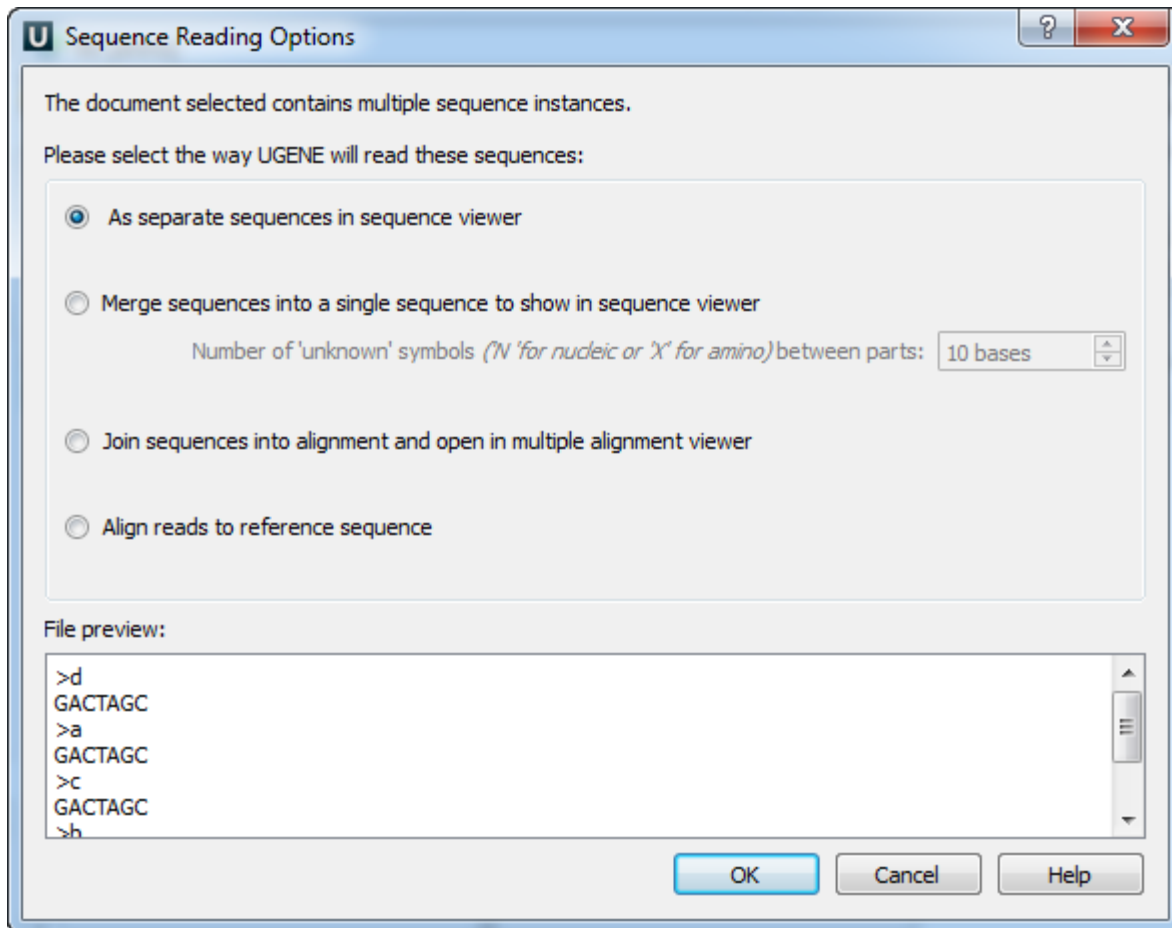 U Sequence Reading Options ? X
The document selected contains multiple sequence instances.
Please select the way UGENE will read these sequences:
As separate sequences in sequence viewer
Merge sequences into a single sequence to show in sequence viewer
Number of 'unknown' symbols ('N 'for nucleic or 'X' for amino) between parts: 10 bases
Join sequences into alignment and open in multiple alignment viewer
Align reads to reference sequence
File preview:
>d
GACTAGC
>a
GACTAGC
>c
GACTAGC
OK Cancel Help